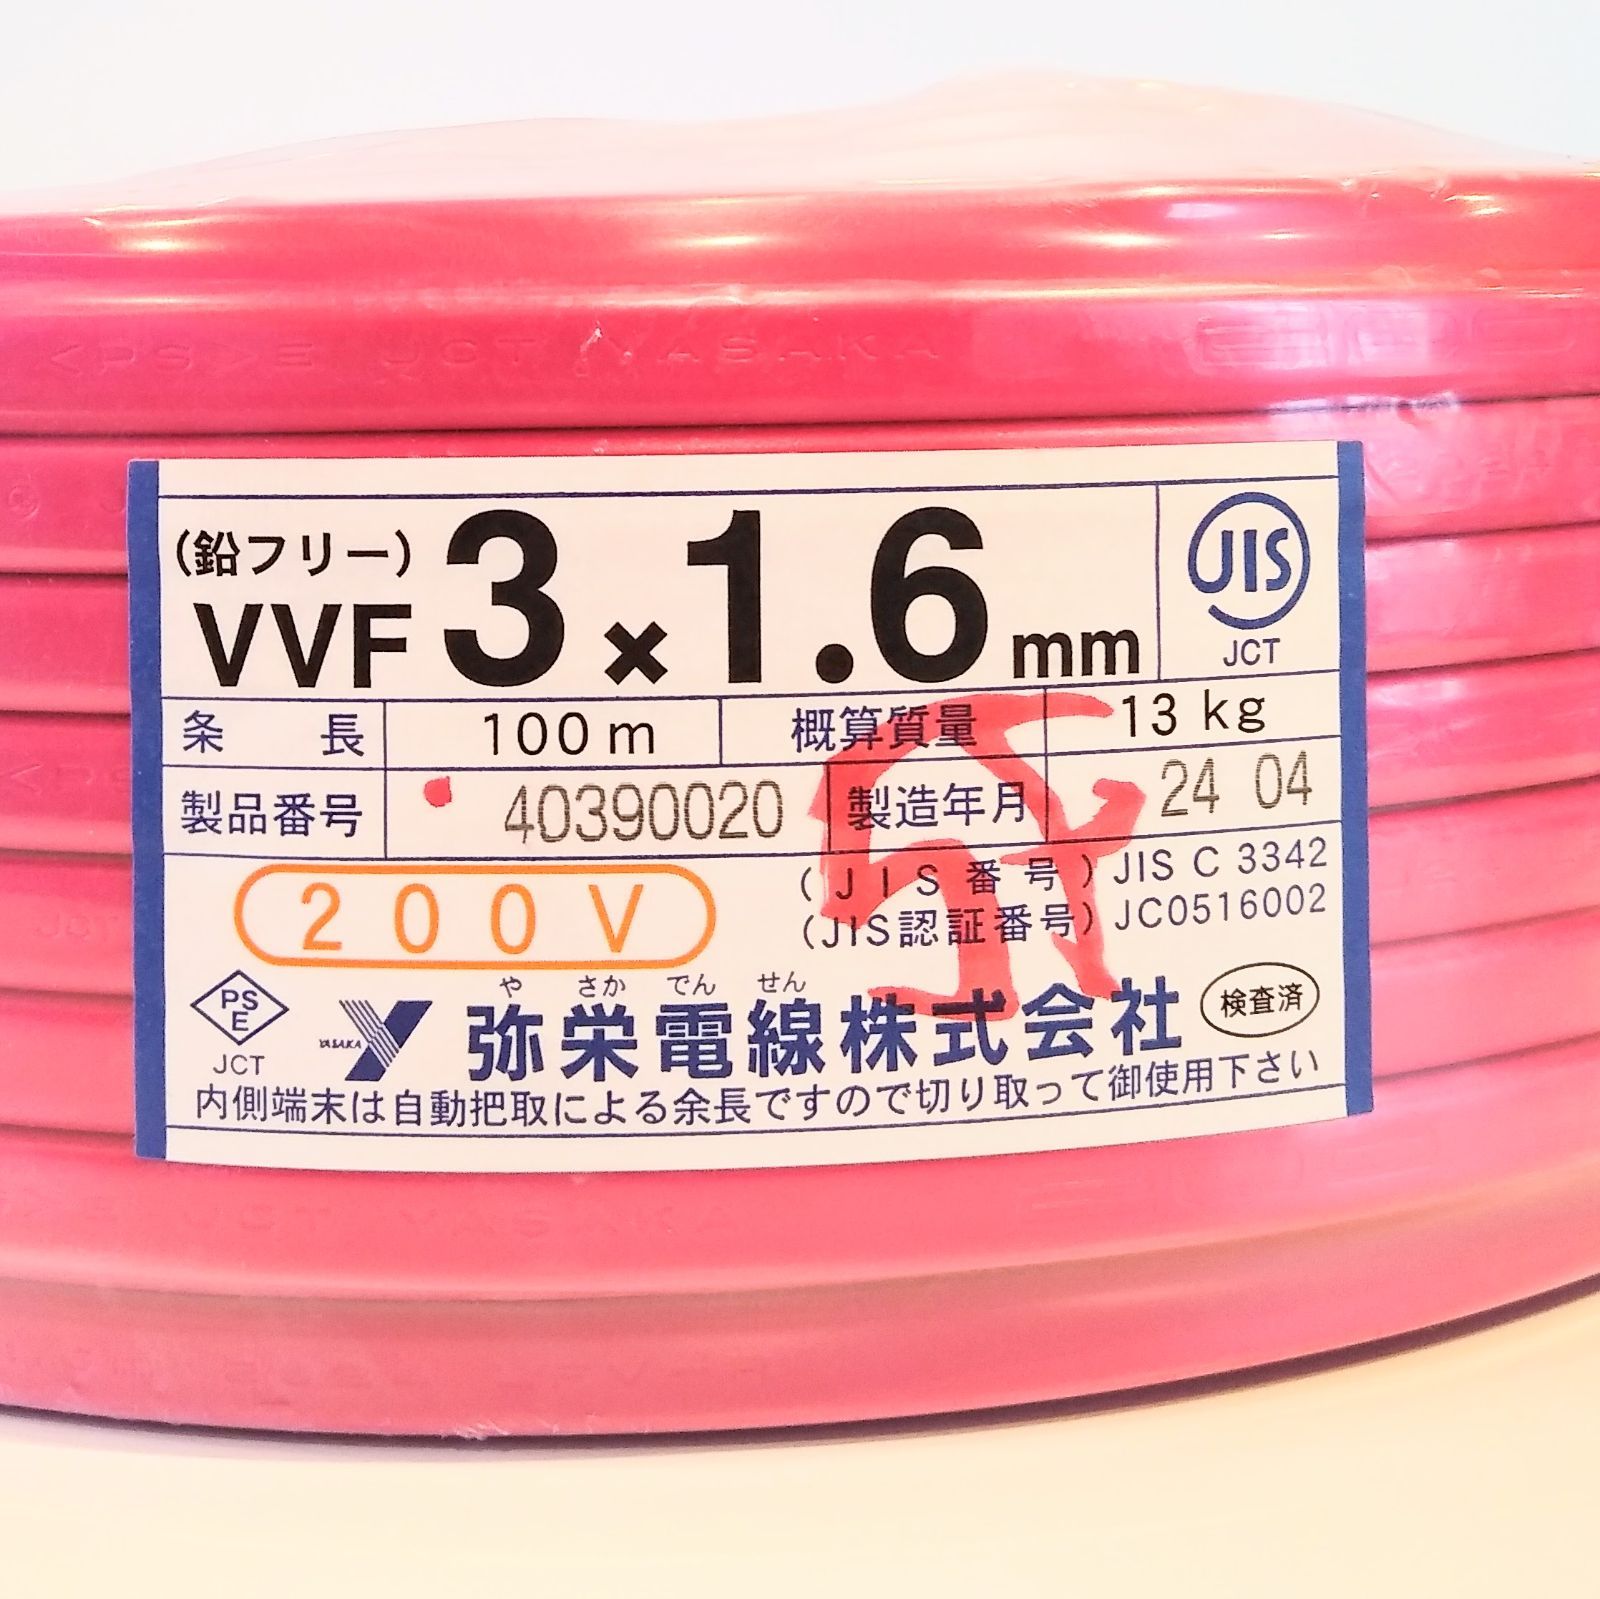 <PS>E JCT YASAKA
(鉛フリー)
VVF 3×1.6mm
JIS
JCT
条長 100m 概算質量 13kg
製品番号 40390020 製造年月 24 04
200V
(JIS番号) JIS C 3342
(JIS認証番号) JC0516002
PSE
JCT
YASAKA
や さか でん せん
弥栄電線株式会社
検査済
内側端末は自動把取による余長ですので切り取って御使用下さい
JCT YASAKA